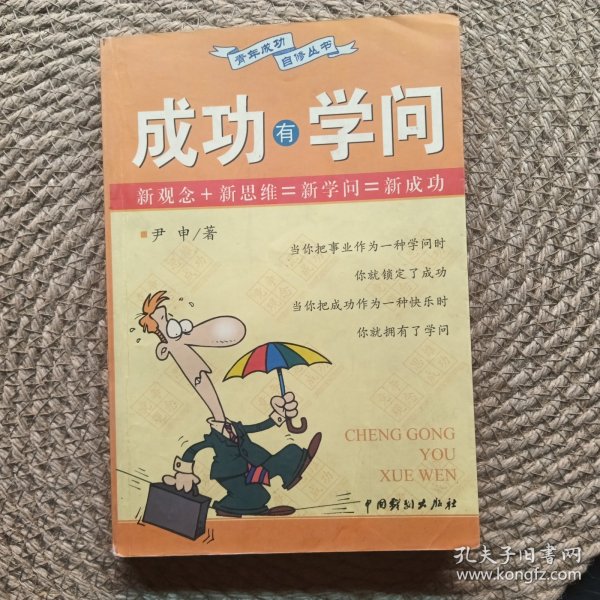 青年成功
自修丛书
成功有学问
新观念+新思维=新学问=新成功
尹申/著
当你把事业作为一种学问时
你就锁定了成功
当你把成功作为一种快乐时
你就拥有了学问
CHENG GONG
YOU
XUE WEN
中国戏剧出版社
孔夫子旧书网
www.kongfz.com